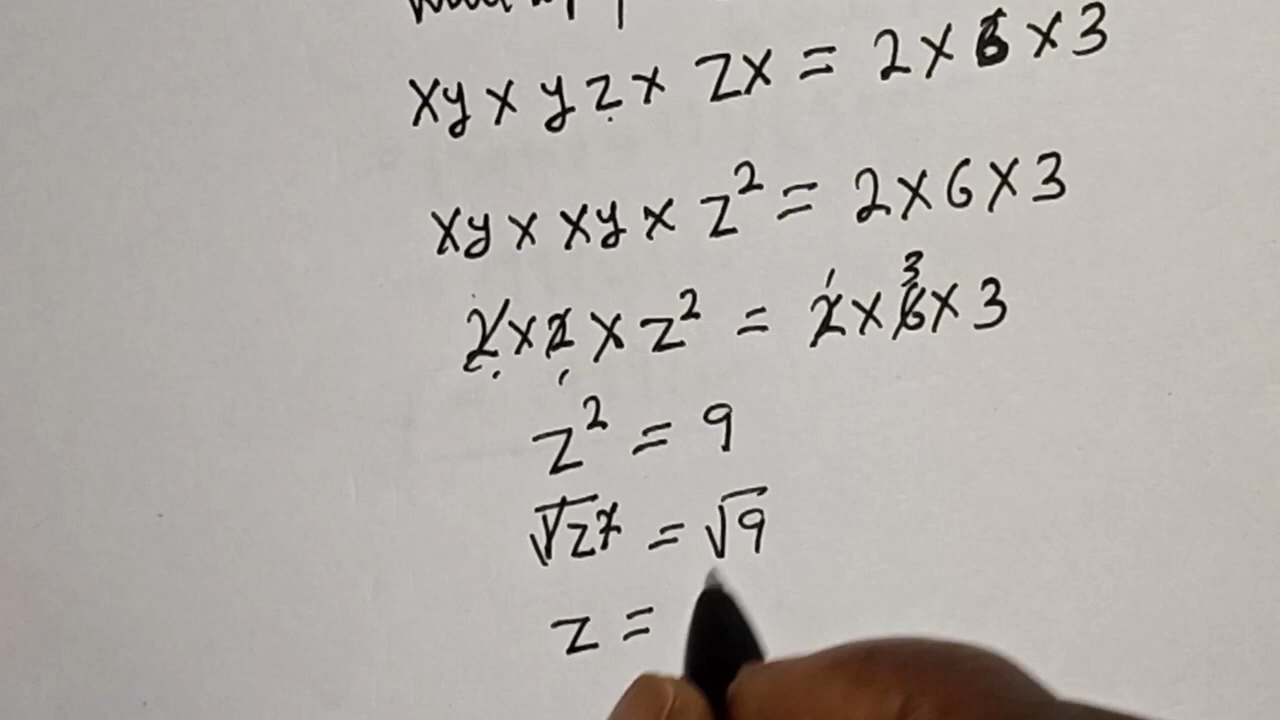 xy x yz x zx = 2 x 6 x 3
xy x xy x z² = 2 x 6 x 3
2 x 2 x z² = 2 x 6 x 3
z² = 9
√z² = √9
z =